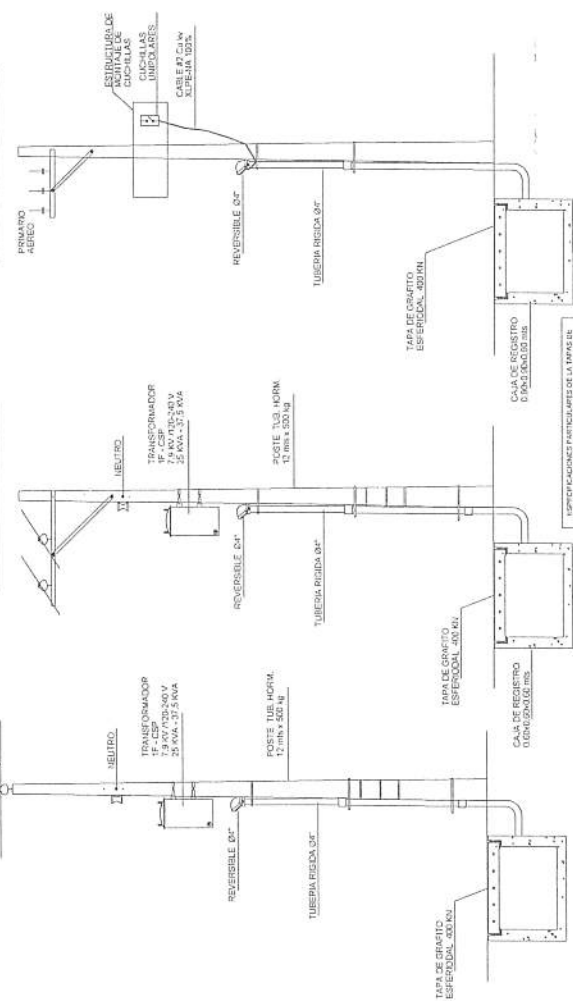 NEUTRO
TRANSFORMADOR
1F - CSP
7.9 KV /120-240 V
25 KVA - 37.5 KVA
REVERSIBLE Ø4"
POSTE TUB. HORM.
12 mts x 500 kg
TUBERIA RIGIDA Ø4"
TAPA DE GRAFITO
ESFERIODAL 400 KN
NEUTRO
TRANSFORMADOR
1F - CSP
7.9 KV /120-240 V
25 KVA - 37.5 KVA
REVERSIBLE Ø4"
POSTE TUB. HORM.
12 mts x 500 kg
TUBERIA RIGIDA Ø4"
TAPA DE GRAFITO
ESFERIODAL 400 KN
CAJA DE REGISTRO
0.60x0.60x0.60 mts
PRIMARIO
AEREO
ESTRUCTURA DE
MONTAJE DE
CUCHILLAS
CUCHILLAS
UNIPOLARES
CABLE #2 Cu kv
XLPE-NA 100%
REVERSIBLE Ø4"
TUBERIA RIGIDA Ø4"
TAPA DE GRAFITO
ESFERIODAL 400 KN
CAJA DE REGISTRO
0.90x0.90x0.90 mts
ESPECIFICACIONES PARTICULARES DE LA TAPAS DE